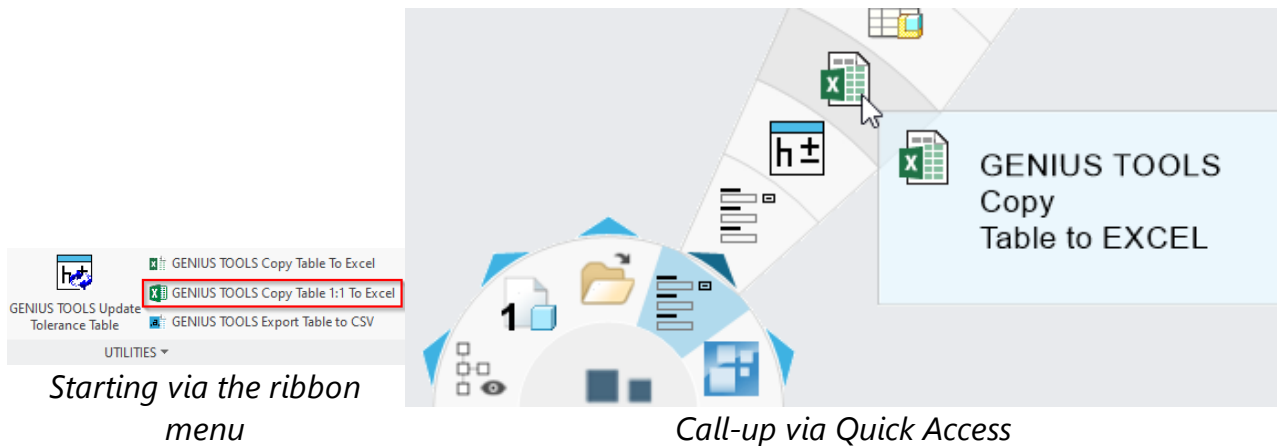 GENIUS TOOLS
Copy
Table to EXCEL
h ±
1
h±
GENIUS TOOLS Update
Tolerance Table
GENIUS TOOLS Copy Table To Excel
GENIUS TOOLS Copy Table 1:1 To Excel
GENIUS TOOLS Export Table to CSV
UTILITIES
Starting via the ribbon
menu
Call-up via Quick Access